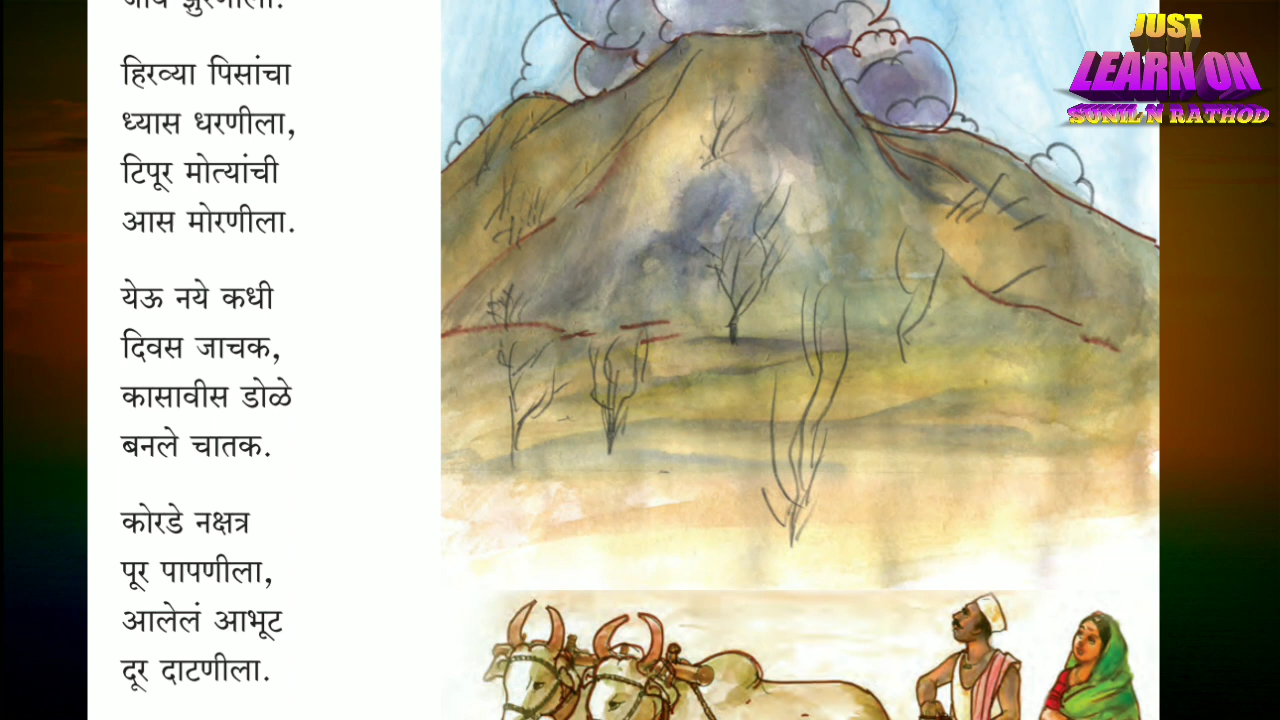 हिरव्या पिसांचा
ध्यास धरणीला,
टिपूर मोत्यांची
आस मोरणीला.
येऊ नये कधी
दिवस जाचक,
कासावीस डोळे
बनले चातक.
कोरडे नक्षत्र
पूर पापणीला,
आलेलं आभूट
दूर दाटणीला.
JUST
LEARN ON
SUNIL N RATHOD